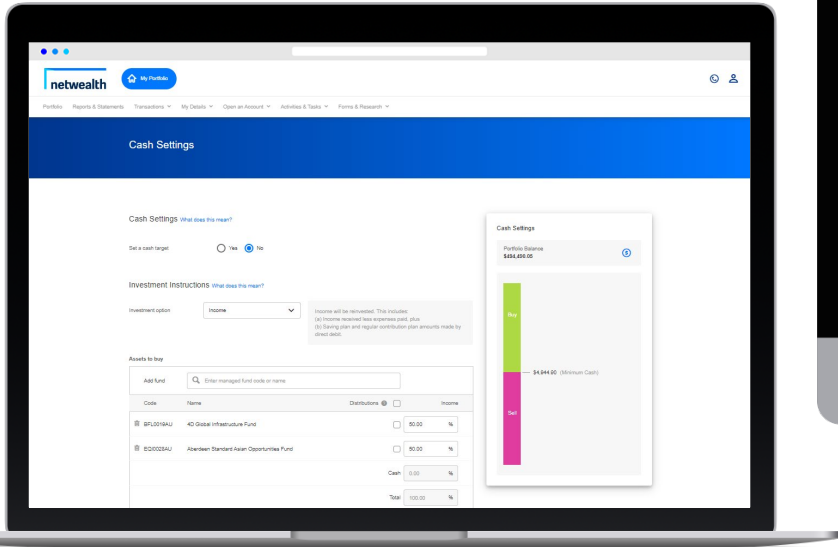 netwealth
My Portfolio
Portfolio Reports & Statements Transactions My Details Open an Account Activities & Tasks Forms & Research
Cash Settings
Cash Settings What does this mean?
Set a cash target Yes No
Investment Instructions What does this mean?
Investment option Income
Income will be reinvested. This includes:
(a) Income received less expenses paid, plus
(b) Saving plan and regular contribution plan amounts made by
direct debit.
Assets to buy
Add fund Enter managed fund code or name
Code Name Distributions Income
BFL0019AU 4D Global Infrastructure Fund 50.00 %
EQI0028AU Aberdeen Standard Asian Opportunities Fund 50.00 %
Cash 0.00 %
Total 100.00 %
Cash Settings
Portfolio Balance
$494,490.05
Buy
$4,944.90 (Minimum Cash)
Sell